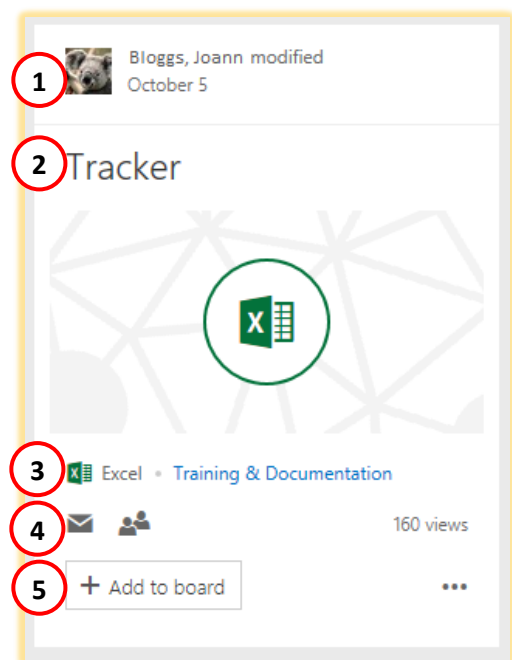 Bloggs, Joann modified
1
October 5
2 Tracker
X
3 X Excel • Training & Documentation
4 160 views
5 + Add to board •••